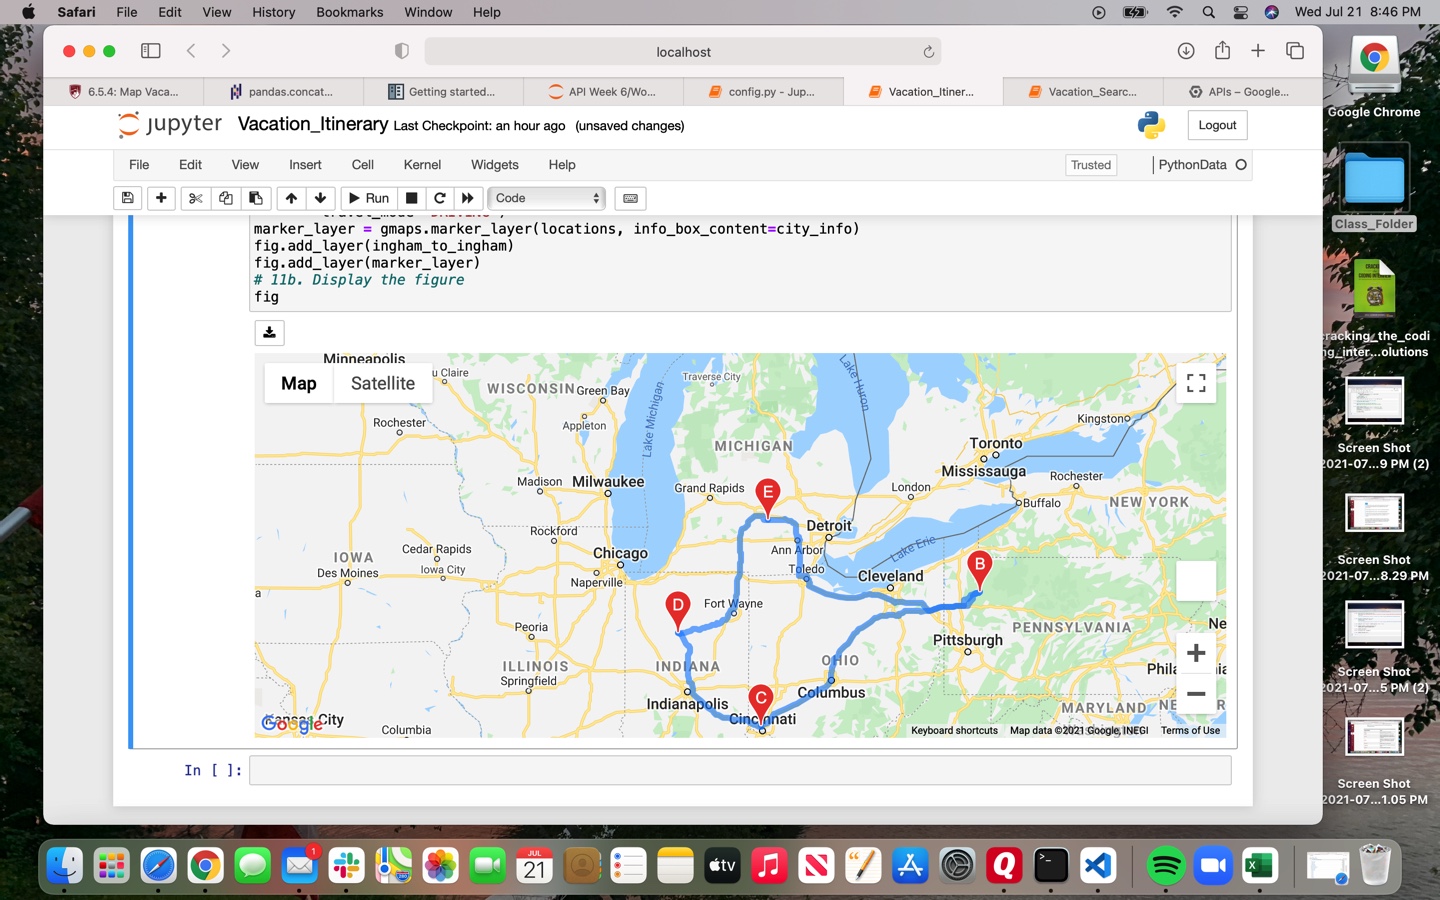 Safari File Edit View History Bookmarks Window Help Wed Jul 21 8:46 PM
localhost
6.5.4: Map Vaca... pandas.concat... Getting started... API Week 6/Wo... config.py - Jup... Vacation_Itiner... Vacation_Searc... APIs – Google...
jupyter Vacation_Itinerary Last Checkpoint: an hour ago (unsaved changes) Logout
File Edit View Insert Cell Kernel Widgets Help Trusted PythonData
Run Code
marker_layer = gmaps.marker_layer(locations, info_box_content=city_info)
fig.add_layer(ingham_to_ingham)
fig.add_layer(marker_layer)
# 11b. Display the figure
fig
Minneapolis
Map Satellite
u Claire
WISCONSIN
Green Bay
Traverse City
Lake Huron
Lake Michigan
Appleton
Rochester
Kingston
MICHIGAN
Toronto
Mississauga
Madison
Milwaukee
Grand Rapids
E
London
Rochester
Buffalo
NEW YORK
Rockford
Detroit
Ann Arbor
Lake Erie
IOWA
Cedar Rapids
Iowa City
Des Moines
Chicago
Naperville
Toledo
Cleveland
B
a
D
Fort Wayne
Peoria
Pittsburgh
PENNSYLVANIA
Ne
ILLINOIS
Springfield
INDIANA
OHIO
Phila
ia
Indianapolis
C
Columbus
Cincinnati
MARYLAND
NE
R
Kansas City
Google
Columbia
Keyboard shortcuts Map data ©2021 Google, INEGI Terms of Use
In [ ]:
Google Chrome
Class_Folder
cracking_the_codi
ng_inter...olutions
Screen Shot
2021-07...9 PM (2)
Screen Shot
2021-07...8.29 PM
Screen Shot
2021-07...5 PM (2)
Screen Shot
2021-07...1.05 PM
1
JUL
21
tv